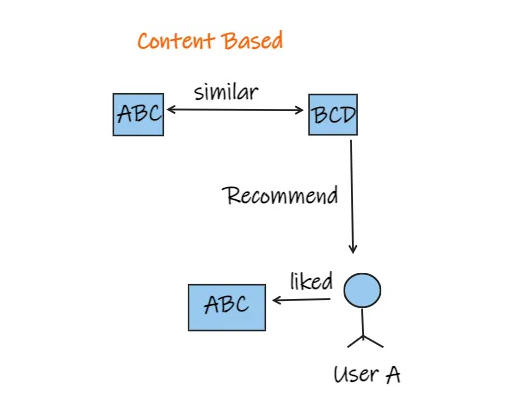 Content Based
similar
ABC
BCD
Recommend
liked
ABC
User A